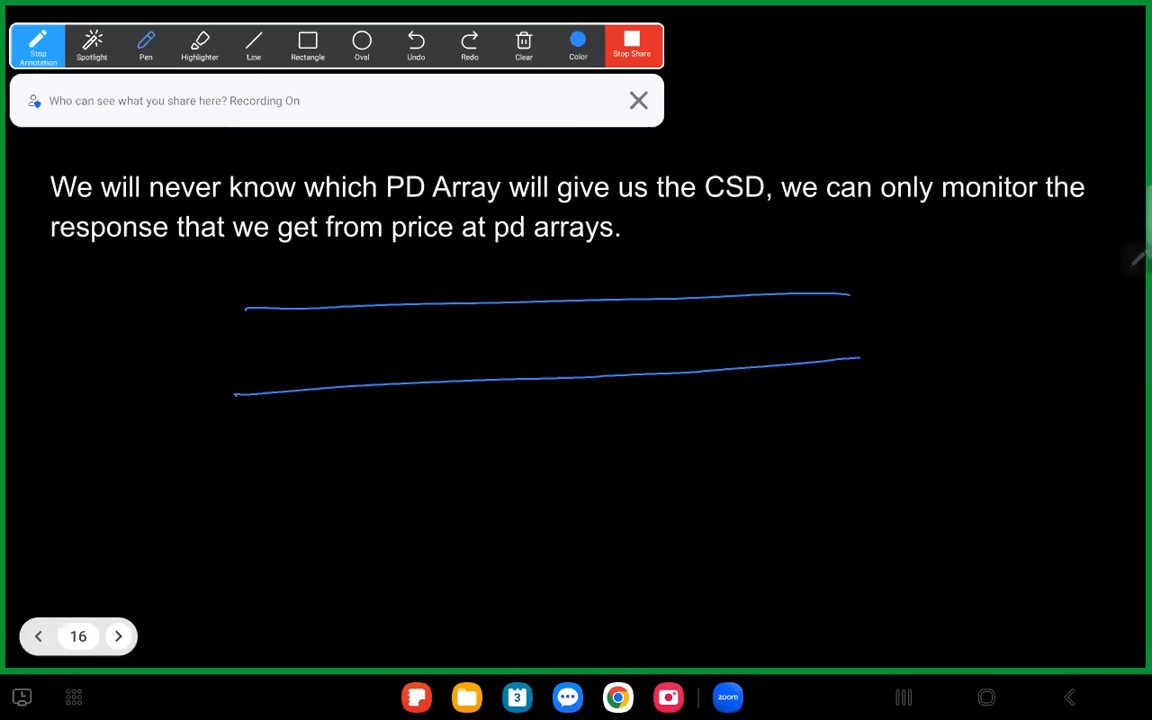 Stop Annotation
Spotlight
Pen
Highlighter
Line
Rectangle
Oval
Undo
Redo
Clear
Color
Stop Share
Who can see what you share here? Recording On
We will never know which PD Array will give us the CSD, we can only monitor the
response that we get from price at pd arrays.
16
3
zoom